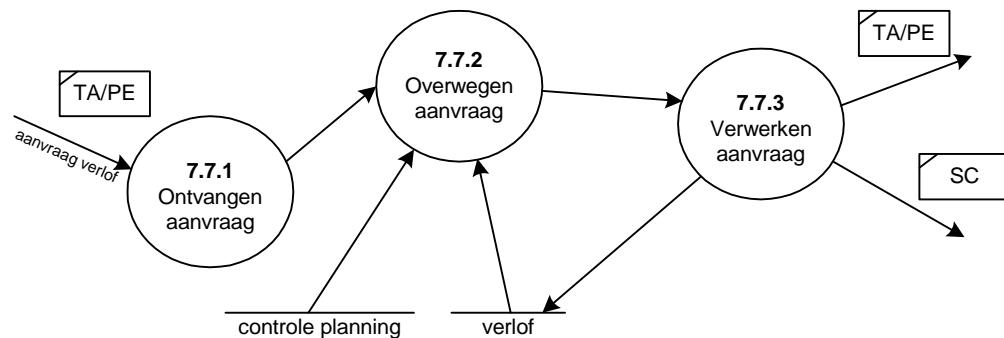 TA/PE
aanvraag verlof
7.7.1
Ontvangen
aanvraag
7.7.2
Overwegen
aanvraag
7.7.3
Verwerken
aanvraag
TA/PE
SC
controle planning
verlof